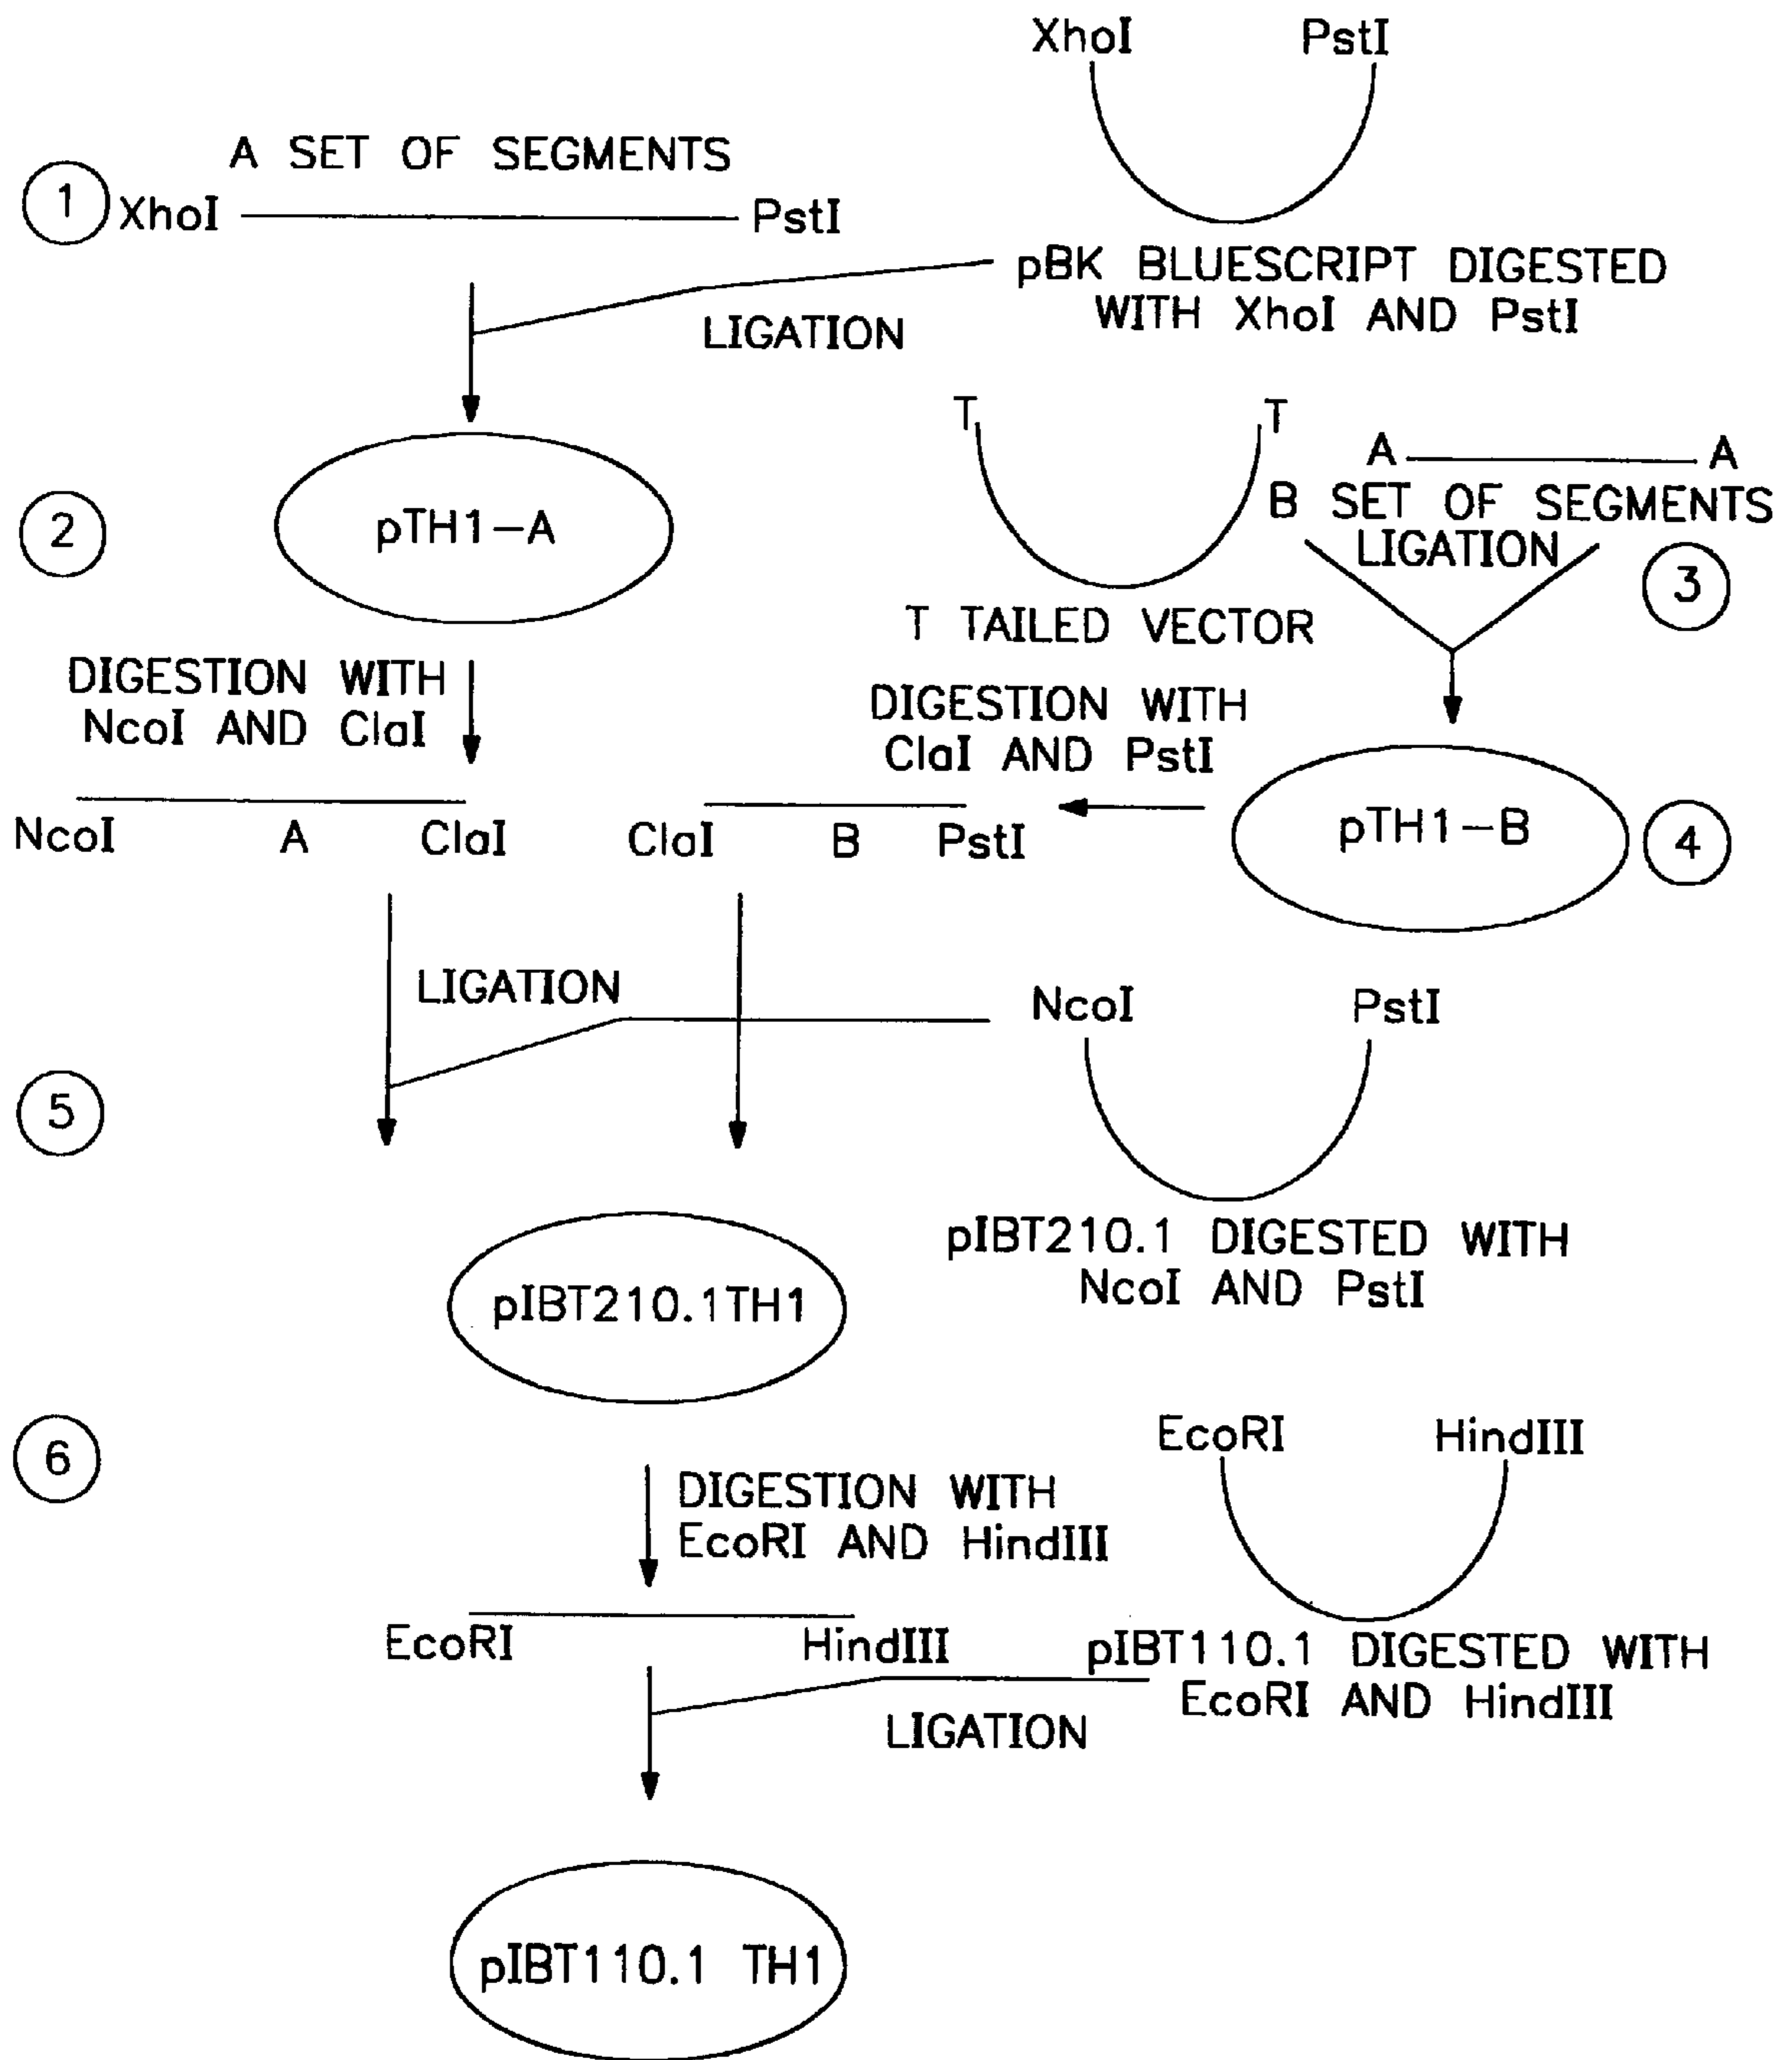 XhoI PstI
A SET OF SEGMENTS
1 XhoI PstI
pBK BLUESCRIPT DIGESTED
WITH XhoI AND PstI
LIGATION
T T
A A
B SET OF SEGMENTS
LIGATION
3
2
pTH1-A
T TAILED VECTOR
DIGESTION WITH
NcoI AND ClaI
DIGESTION WITH
ClaI AND PstI
NcoI A ClaI
ClaI B PstI
pTH1-B
4
LIGATION
NcoI PstI
5
pIBT210.1 DIGESTED WITH
NcoI AND PstI
pIBT210.1TH1
6
EcoRI HindIII
DIGESTION WITH
EcoRI AND HindIII
EcoRI HindIII
pIBT110.1 DIGESTED WITH
EcoRI AND HindIII
LIGATION
pIBT110.1 TH1